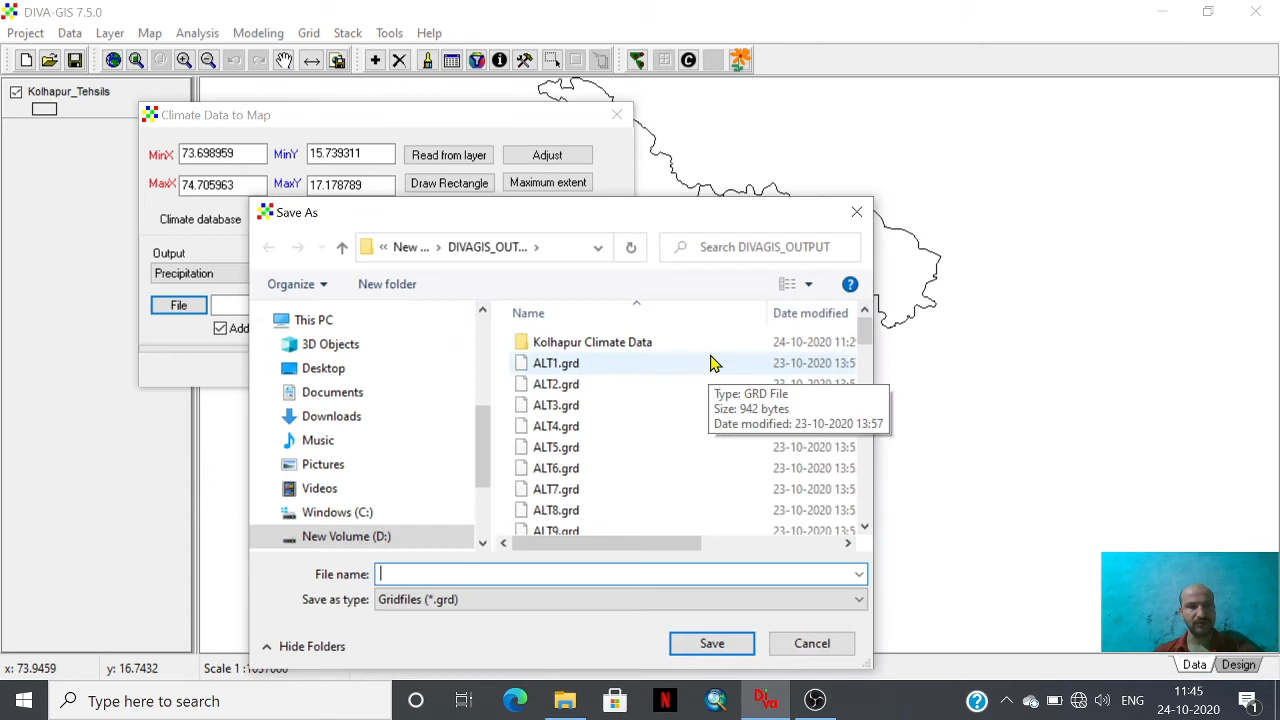 DIVA-GIS 7.5.0
Project Data Layer Map Analysis Modeling Grid Stack Tools Help
Kolhapur_Tehsils
Climate Data to Map
MinX 73.698959 MinY 15.739311 Read from layer Adjust
MaxX 74.705963 MaxY 17.178789 Draw Rectangle Maximum extent
Climate database
Output
Precipitation
File
Add
Save As
« New ... › DIVAGIS_OUT... › Search DIVAGIS_OUTPUT
Organize New folder
Name Date modified
This PC
3D Objects
Desktop
Documents
Downloads
Music
Pictures
Videos
Windows (C:)
New Volume (D:)
Kolhapur Climate Data 24-10-2020 11:2
ALT1.grd 23-10-2020 13:5
ALT2.grd 23-10-2020 13:5
ALT3.grd
ALT4.grd
ALT5.grd 23-10-2020 13:5
ALT6.grd 23-10-2020 13:5
ALT7.grd 23-10-2020 13:5
ALT8.grd 23-10-2020 13:5
ALT9.grd 23-10-2020 13:5
Type: GRD File
Size: 942 bytes
Date modified: 23-10-2020 13:57
File name:
Save as type: Gridfiles (*.grd)
Hide Folders Save Cancel
x: 73.9459 y: 16.7432 Scale 1 :1057000
Data Design
Type here to search
ENG
11:45
24-10-2020
1